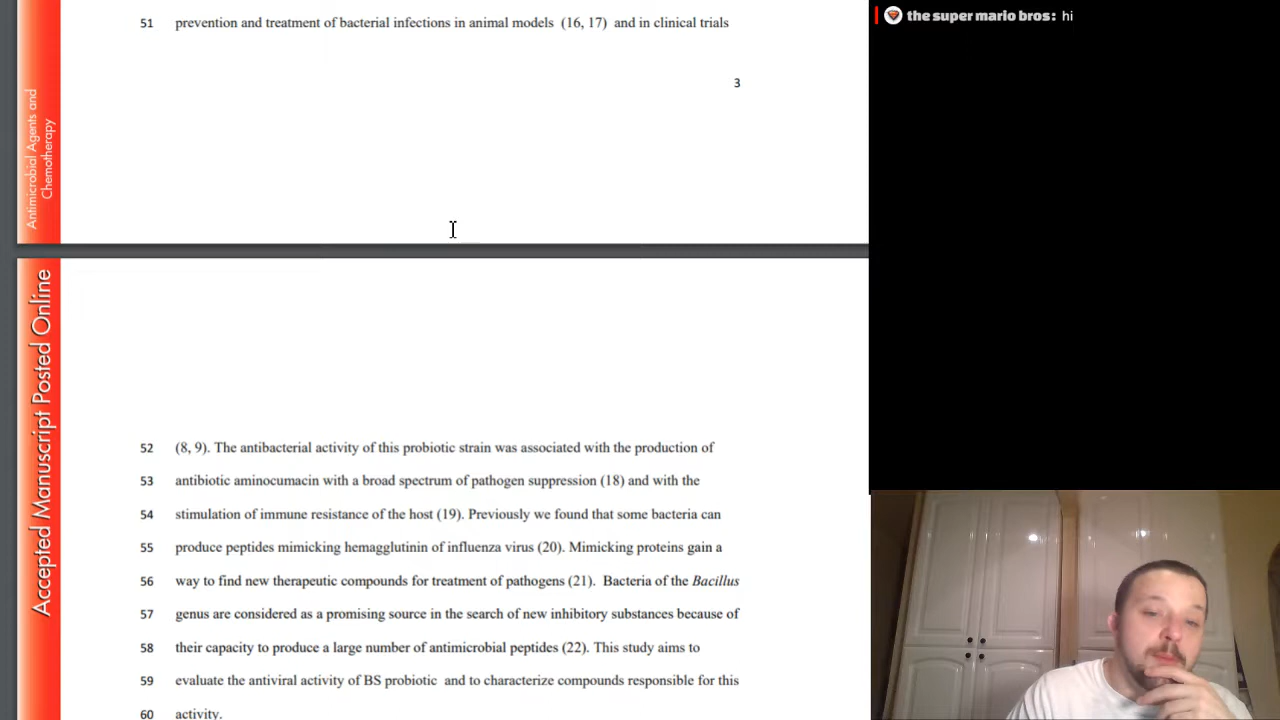 51 prevention and treatment of bacterial infections in animal models (16, 17) and in clinical trials
3
Antimicrobial Agents and
Chemotherapy
the super mario bros: hi
Accepted Manuscript Posted Online
52 (8, 9). The antibacterial activity of this probiotic strain was associated with the production of
53 antibiotic aminocumacin with a broad spectrum of pathogen suppression (18) and with the
54 stimulation of immune resistance of the host (19). Previously we found that some bacteria can
55 produce peptides mimicking hemagglutinin of influenza virus (20). Mimicking proteins gain a
56 way to find new therapeutic compounds for treatment of pathogens (21). Bacteria of the Bacillus
57 genus are considered as a promising source in the search of new inhibitory substances because of
58 their capacity to produce a large number of antimicrobial peptides (22). This study aims to
59 evaluate the antiviral activity of BS probiotic and to characterize compounds responsible for this
60 activity.